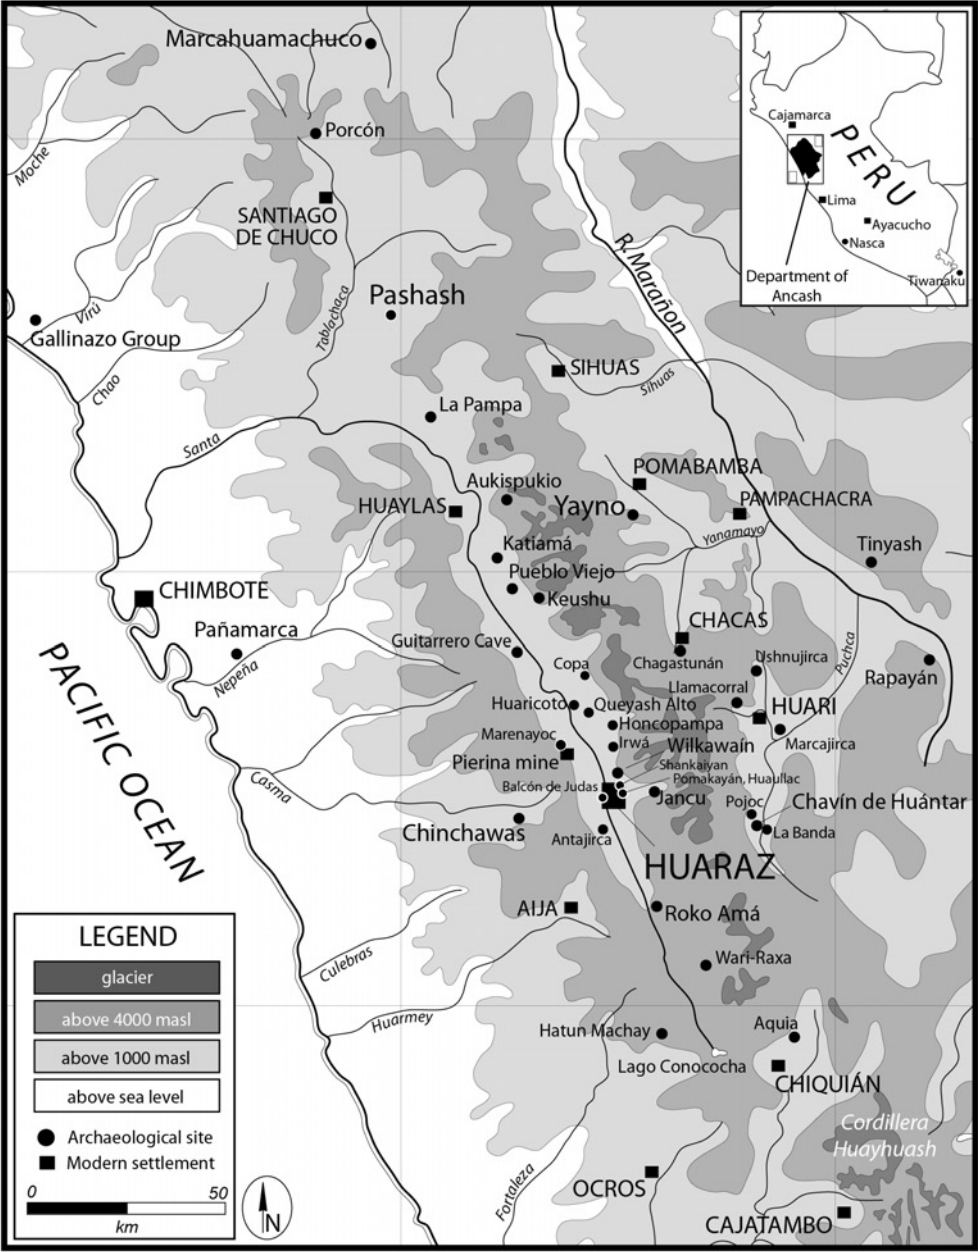 Marcahuamachuco
Porcón
Moche
SANTIAGO
DE CHUCO
Cajamarca
PERU
Lima
Ayacucho
Nasca
Tiwanaku
Department of
Ancash
R. Marañon
Pashash
Tablachaca
Virú
Gallinazo Group
Chao
SIHUAS
Sihuas
La Pampa
Santa
POMABAMBA
Aukispukio
HUAYLAS
Yayno
PAMPACHACRA
Yanamayo
Katiamá
Tinyash
Pueblo Viejo
Keushu
CHIMBOTE
Pañamarca
CHACAS
Guitarrero Cave
Chagastunán
Ushnujirca
Puchca
Rapayán
Nepeña
Copa
Llamacorral
PACIFIC OCEAN
Huaricoto
Queyash Alto
HUARI
Honcopampa
Marenayoc
Irwá
Wilkawaín
Marcajirca
Pierina mine
Shankaiyan
Pomakayán, Huaullac
Casma
Balcón de Judas
Jancu
Pojoc
Chavín de Huántar
Chinchawas
Antajirca
La Banda
HUARAZ
AIJA
Roko Amá
Culebras
Wari-Raxa
Huarmey
Hatun Machay
Aquia
Lago Conococha
CHIQUIÁN
Cordillera
Huayhuash
Fortaleza
OCROS
CAJATAMBO
LEGEND
glacier
above 4000 masl
above 1000 masl
above sea level
Archaeological site
Modern settlement
0 50
km
N